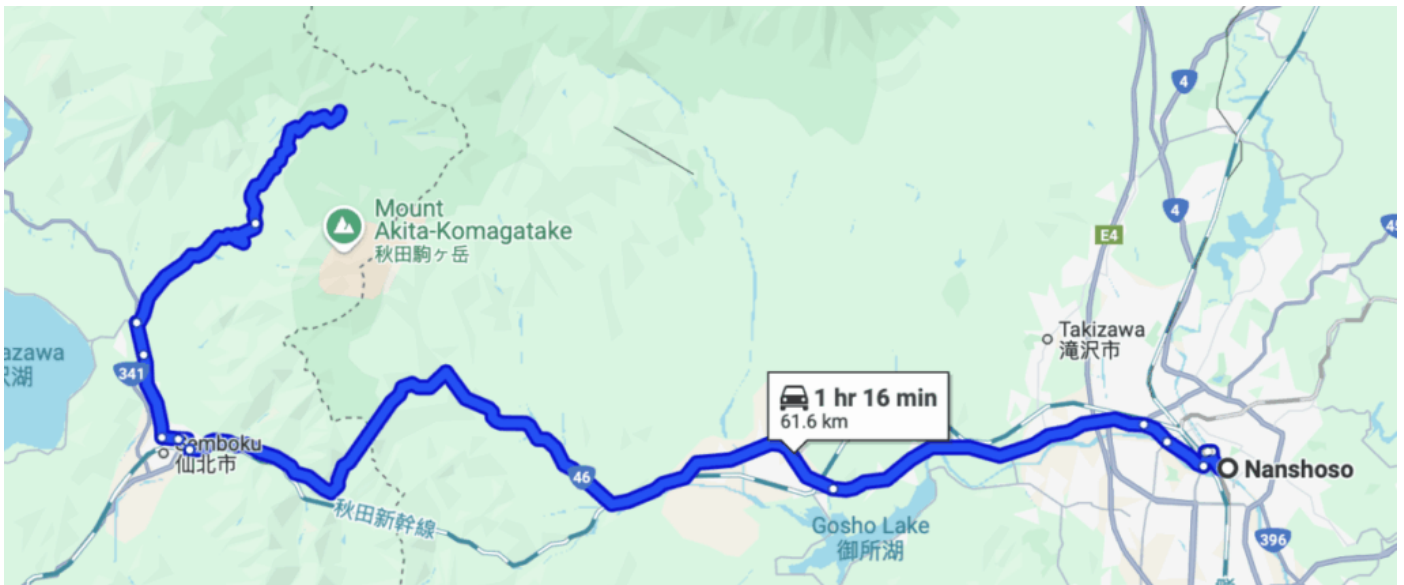 4
4
45
E4
Mount
Akita-Komagatake
秋田駒ヶ岳
Takizawa
滝沢市
azawa
沢湖
341
1 hr 16 min
61.6 km
Semboku
仙北市
46
Nanshoso
秋田新幹線
Gosho Lake
御所湖
396